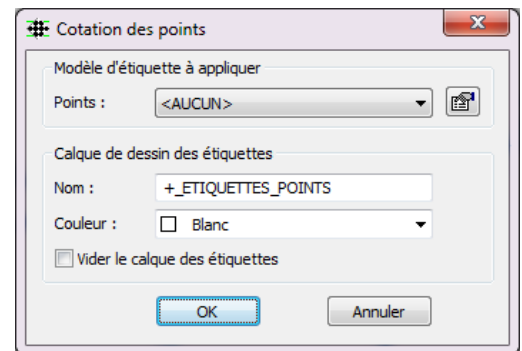 Cotation des points
Modèle d'étiquette à appliquer
Points : <AUCUN>
Calque de dessin des étiquettes
Nom : +_ETIQUETTES_POINTS
Couleur : Blanc
Vider le calque des étiquettes
OK Annuler